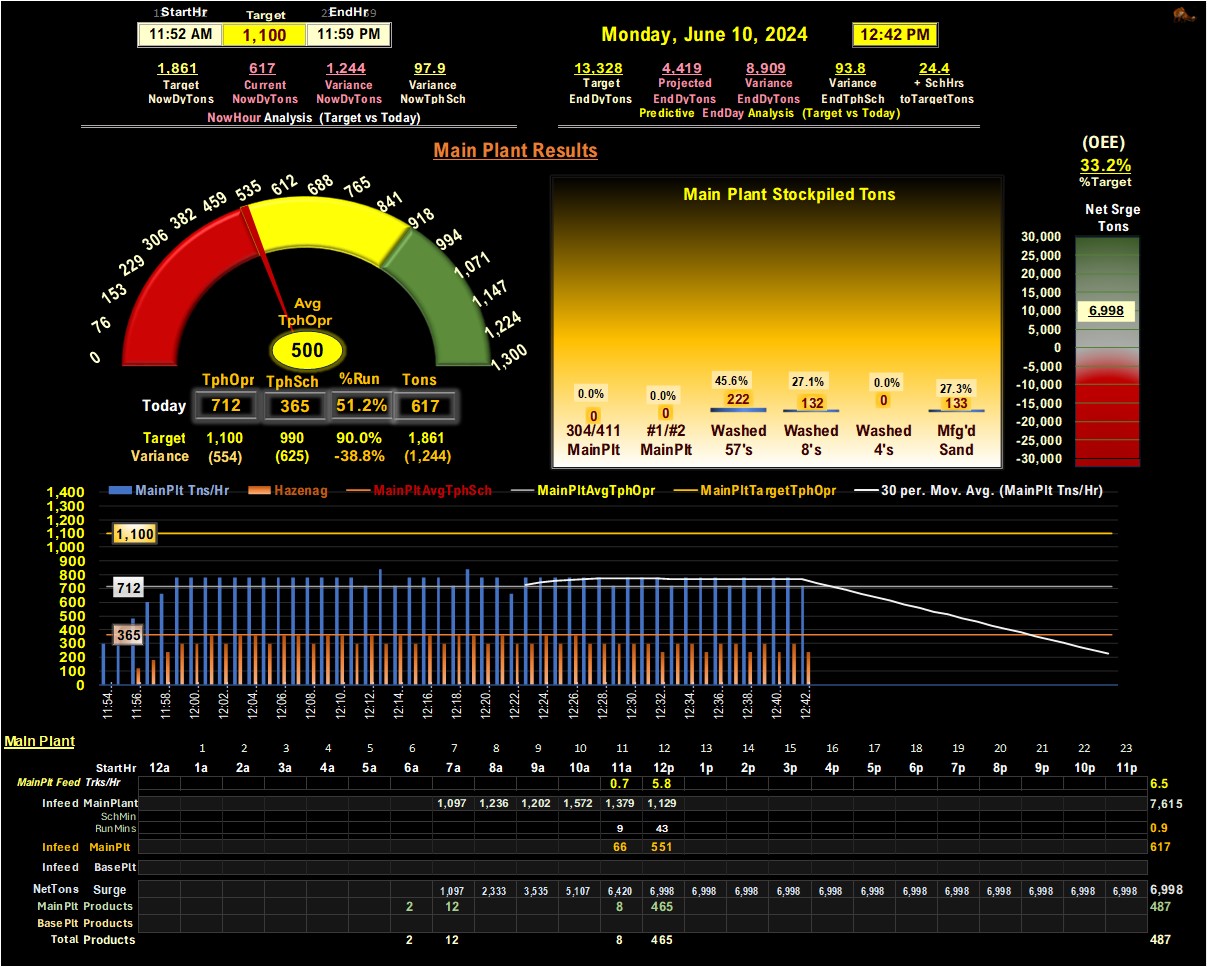 StartHr Target EndHr
11:52 AM 1,100 11:59 PM
Monday, June 10, 2024 12:42 PM
1,861 617 1,244 97.9
Target Current Variance Variance
NowDyTons NowDyTons NowDyTons NowTphSch
NowHour Analysis (Target vs Today)
13,328 4,419 8,909 93.8 24.4
Target Projected Variance Variance + SchHrs
EndDyTons EndDyTons EndDyTons EndTphSch toTargetTons
Predictive EndDay Analysis (Target vs Today)
Main Plant Results
(OEE)
33.2%
%Target
Net Srge
Tons
30,000
25,000
20,000
15,000
10,000
5,000
0
-5,000
-10,000
-15,000
-20,000
-25,000
-30,000
6,998
0 76 153 229 306 382 459 535 612 688 765 841 918 994 1,071 1,147 1,224 1,300
Avg
TphOpr
500
TphOpr TphSch %Run Tons
Today 712 365 51.2% 617
Target 1,100 990 90.0% 1,861
Variance (554) (625) -38.8% (1,244)
Main Plant Stockpiled Tons
0.0% 0.0% 45.6% 27.1% 0.0% 27.3%
0 0 222 132 0 133
304/411 #1/#2 Washed Washed Washed Mfg'd
MainPlt MainPlt 57's 8's 4's Sand
MainPlt Tns/Hr Hazenag MainPltAvgTphSch MainPltAvgTphOpr MainPltTargetTphOpr 30 per. Mov. Avg. (MainPlt Tns/Hr)
1,400
1,300
1,200
1,100
1,000
900
800
700
600
500
400
300
200
100
0
1,100
712
365
11:54. 11:56. 11:58. 12:00. 12:02. 12:04. 12:06. 12:08. 12:10. 12:12. 12:14. 12:16. 12:18. 12:20. 12:22. 12:24. 12:26. 12:28. 12:30. 12:32. 12:34. 12:36. 12:38. 12:40. 12:42.
Main Plant
1 2 3 4 5 6 7 8 9 10 11 12 13 14 15 16 17 18 19 20 21 22 23
StartHr 12a 1a 2a 3a 4a 5a 6a 7a 8a 9a 10a 11a 12p 1p 2p 3p 4p 5p 6p 7p 8p 9p 10p 11p
MainPlt Feed Trks/Hr 0.7 5.8 6.5
Infeed MainPlant 1,097 1,236 1,202 1,572 1,379 1,129 7,615
SchMin
RunMins 9 43 0.9
Infeed MainPlt 66 551 617
Infeed BasePlt
NetTons Surge 1,097 2,333 3,535 5,107 6,420 6,998 6,998 6,998 6,998 6,998 6,998 6,998 6,998 6,998 6,998 6,998 6,998 6,998
MainPlt Products 2 12 8 465 487
BasePlt Products
Total Products 2 12 8 465 487